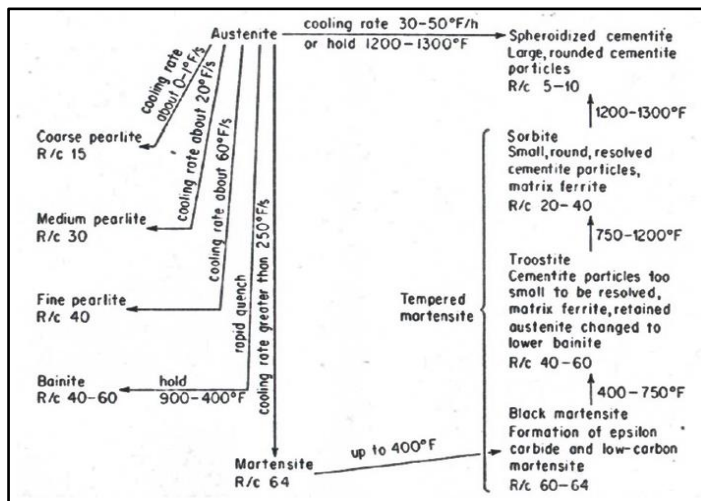 Austenite
cooling rate 30-50°F/h
or hold 1200-1300°F
Spheroidized cementite
Large, rounded cementite
particles
R/c 5-10
cooling rate
about 0-1°F/s
cooling rate about 20°F/s
cooling rate about 60°F/s
rapid quench
cooling rate greater than 250°F/s
1200-1300°F
Coarse pearlite
R/c 15
Sorbite
Small, round, resolved
cementite particles,
matrix ferrite
R/c 20-40
Medium pearlite
R/c 30
750-1200°F
Troostite
Cementite particles too
small to be resolved,
matrix ferrite, retained
austenite changed to
lower bainite
R/c 40-60
Fine pearlite
R/c 40
Tempered
martensite
Bainite
R/c 40-60
hold
900-400°F
400-750°F
Black martensite
Formation of epsilon
carbide and low-carbon
martensite
R/c 60-64
Martensite
R/c 64
up to 400°F